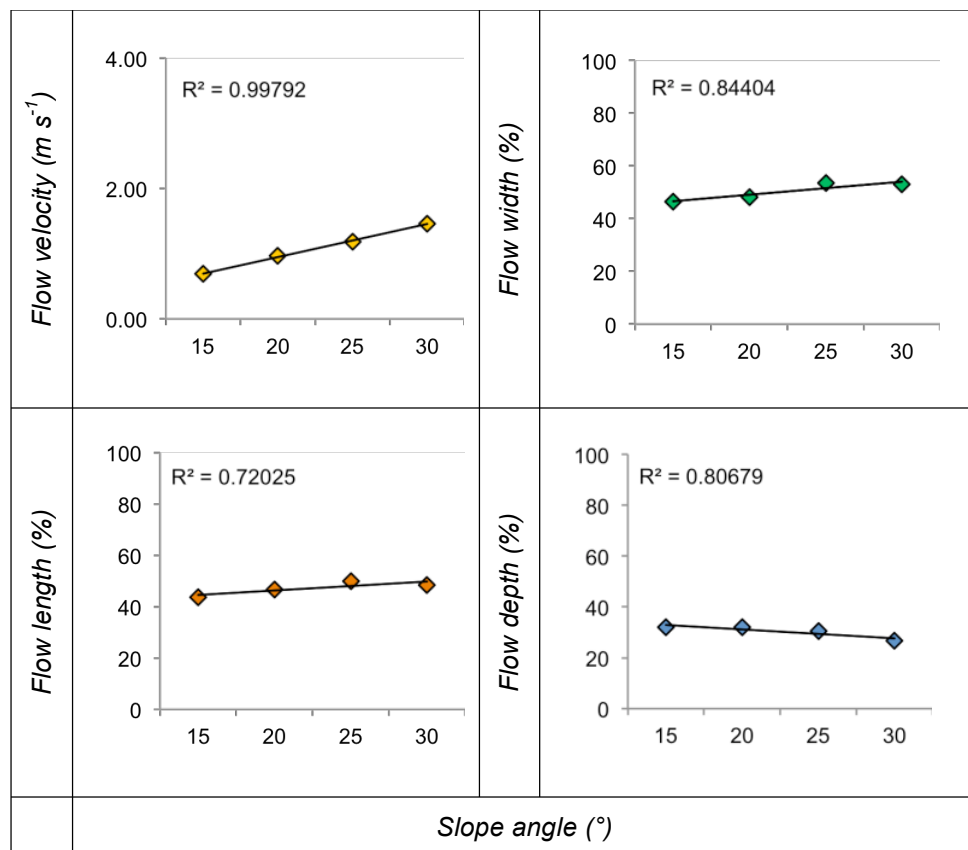 Flow velocity (m s⁻¹)
4.00
2.00
0.00
R² = 0.99792
15 20 25 30
Flow width (%)
100
80
60
40
20
0
R² = 0.84404
15 20 25 30
Flow length (%)
100
80
60
40
20
0
R² = 0.72025
15 20 25 30
Flow depth (%)
100
80
60
40
20
0
R² = 0.80679
15 20 25 30
Slope angle (°)